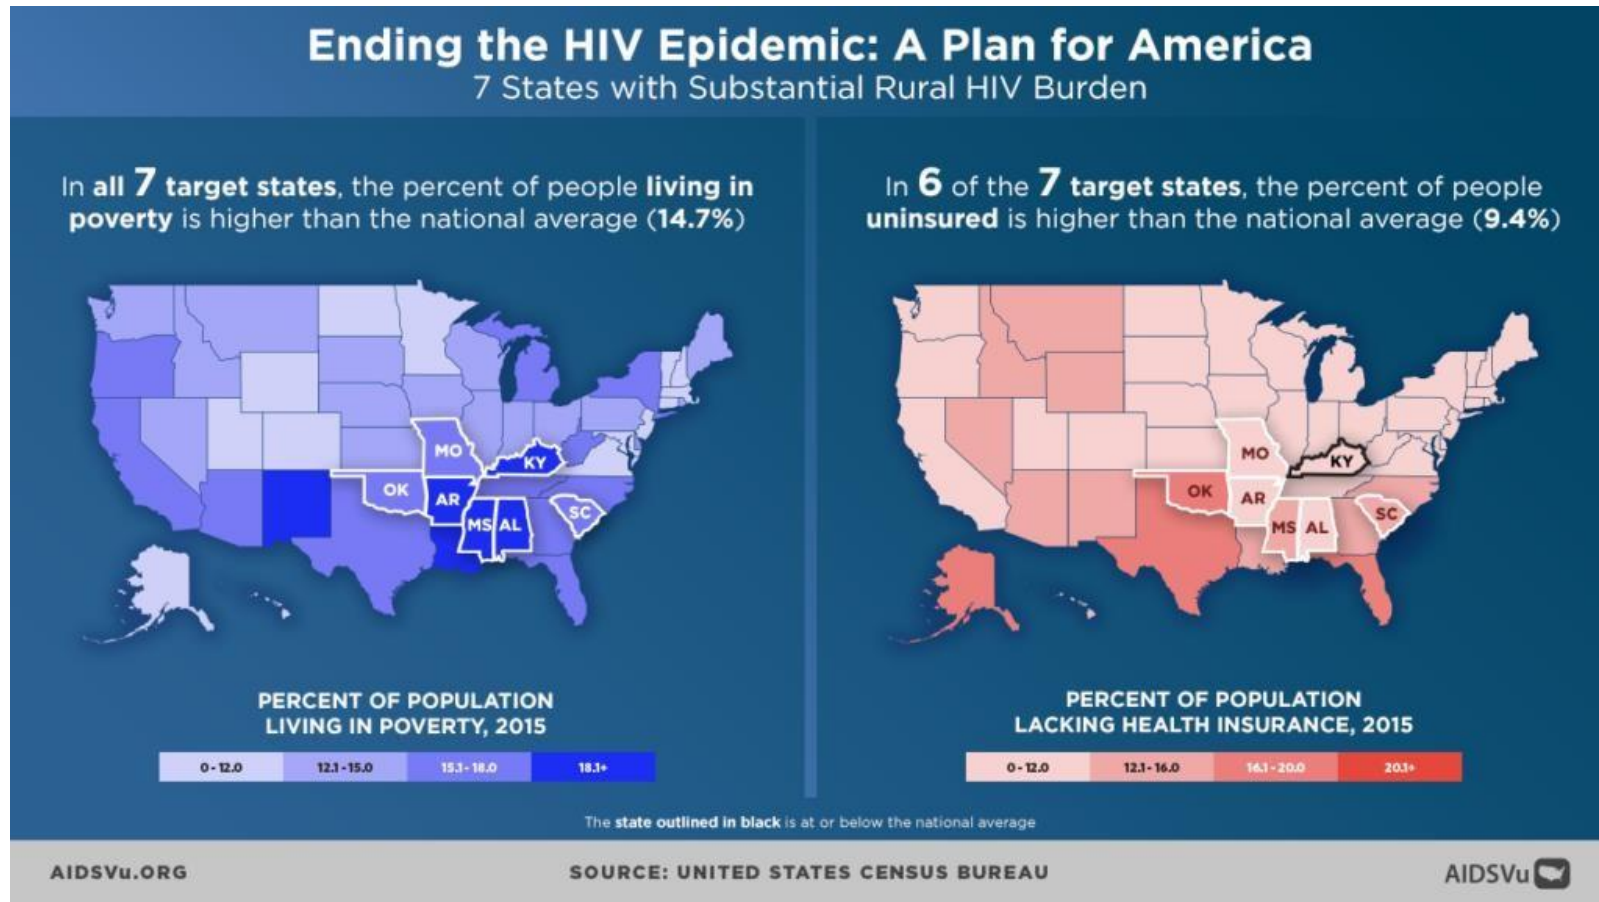 Ending the HIV Epidemic: A Plan for America
7 States with Substantial Rural HIV Burden
In all 7 target states, the percent of people living in
poverty is higher than the national average (14.7%)
MO
KY
OK
AR
MS
AL
SC
PERCENT OF POPULATION
LIVING IN POVERTY, 2015
0-12.0
12.1-15.0
15.1-18.0
18.1+
In 6 of the 7 target states, the percent of people
uninsured is higher than the national average (9.4%)
MO
KY
OK
AR
MS
AL
SC
PERCENT OF POPULATION
LACKING HEALTH INSURANCE, 2015
0-12.0
12.1-16.0
16.1-20.0
20.1+
The state outlined in black is at or below the national average
AIDSVu.ORG
SOURCE: UNITED STATES CENSUS BUREAU
AIDSVu